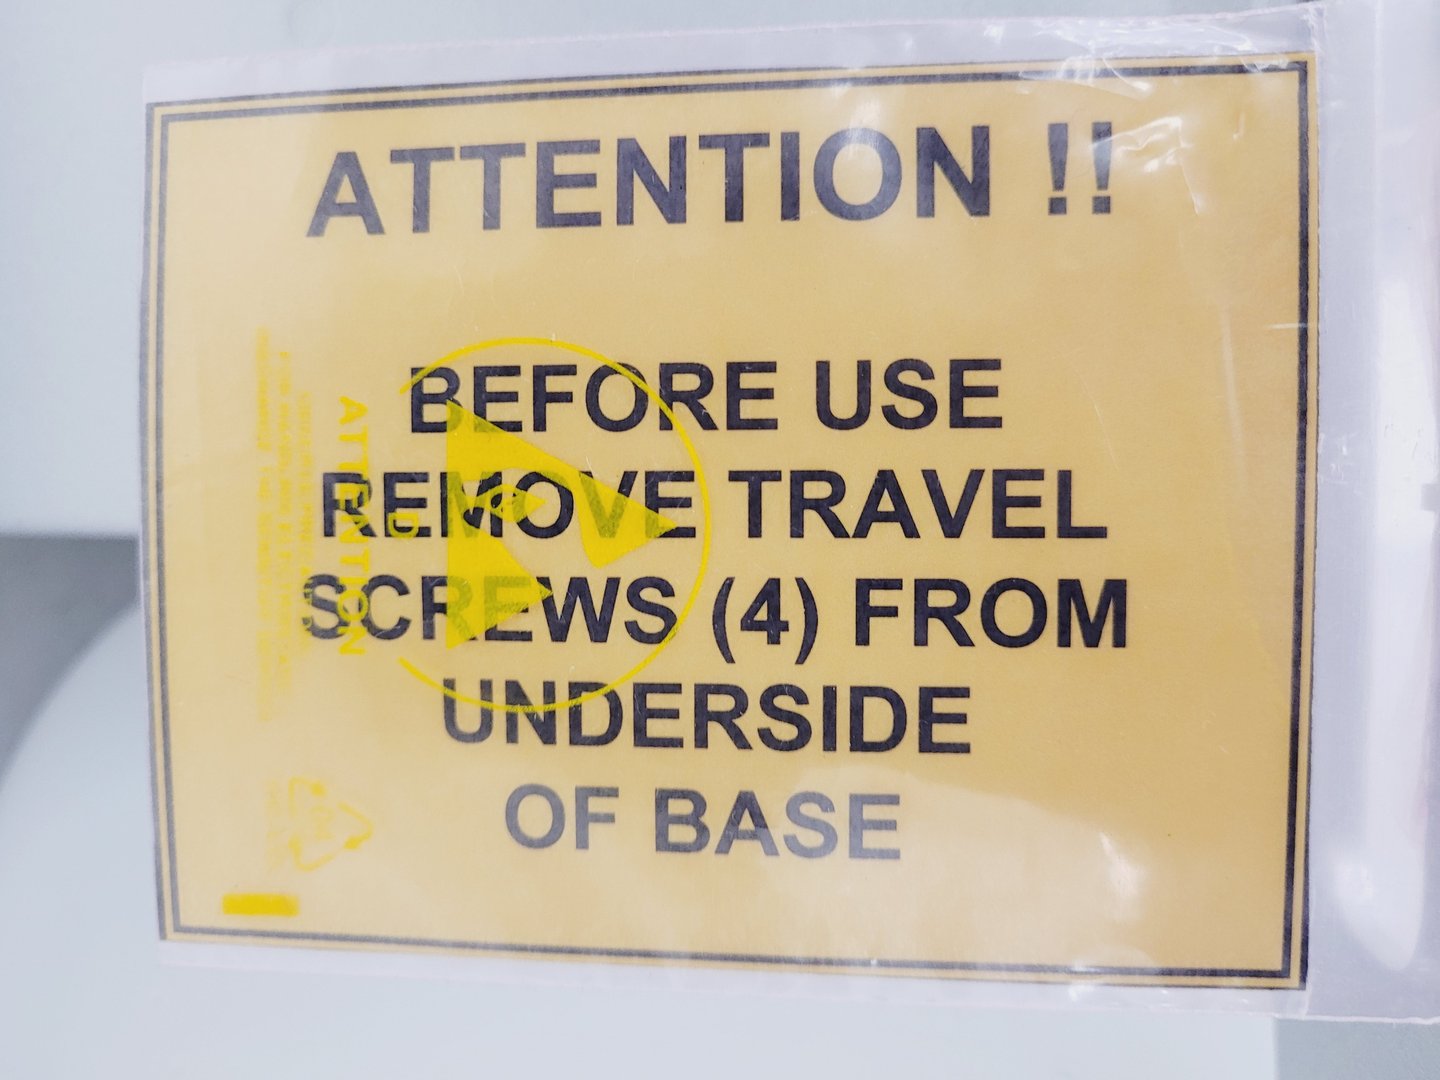 ATTENTION !!
BEFORE USE
REMOVE TRAVEL
SCREWS (4) FROM
UNDERSIDE
OF BASE
ATTENTION